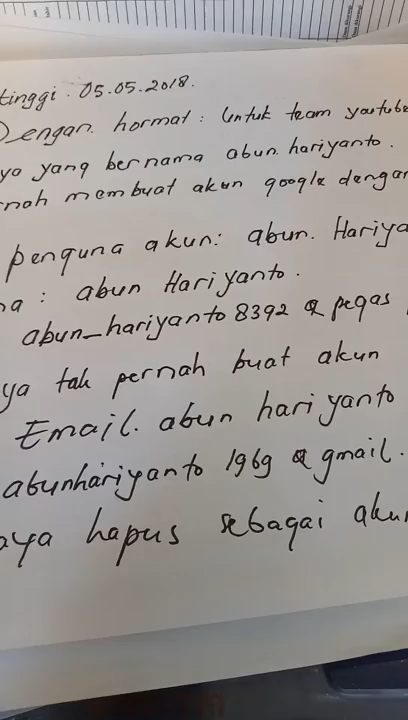 tinggi. 05.05.2018.
Dengan. hormat: Untuk team youtube
ya yang bernama abun. hariyanto.
rnah membuat akun google dengan
penguna akun: abun. Hariya
na: abun Hariyanto.
abun_hariyanto 8392 @ pegas
ya tak pernah buat akun
Email. abun hariyanto
abunhariyanto 1969 @ gmail.
aya hapus sebagai akun